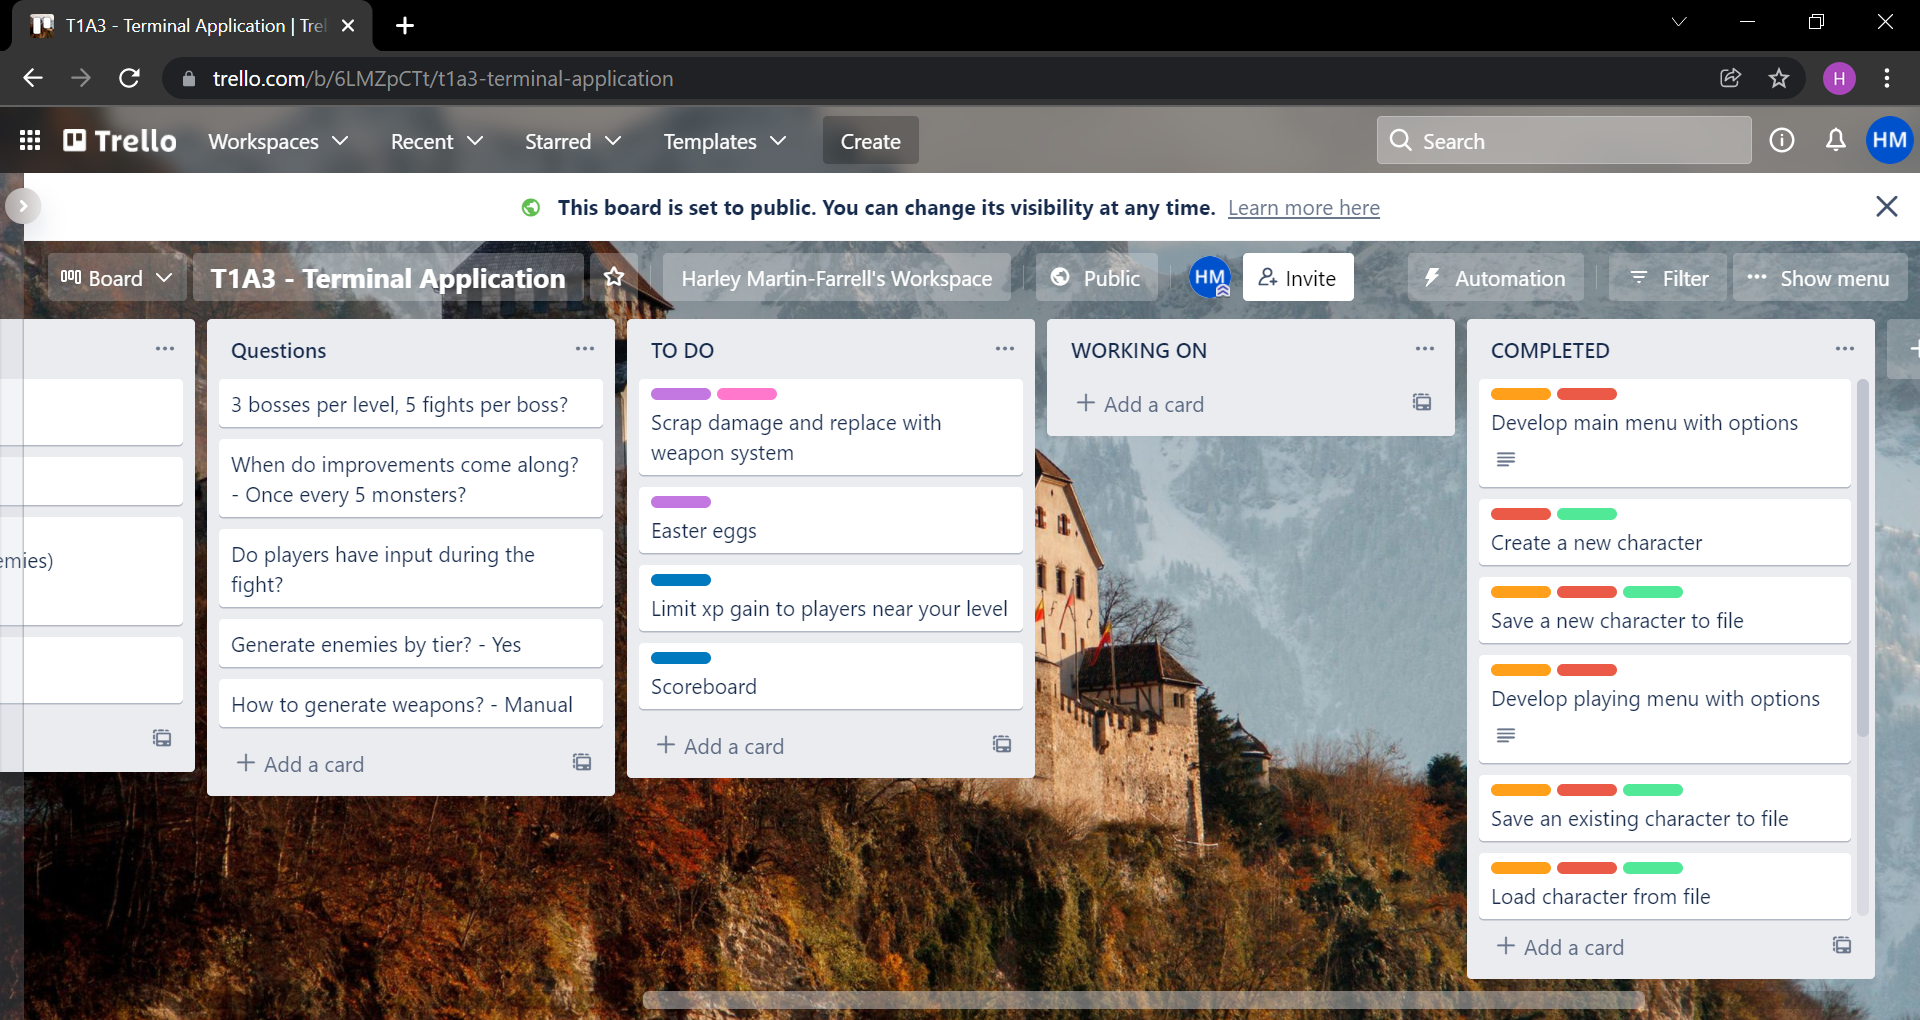 T1A3 - Terminal Application | Trel
trello.com/b/6LMZpCTt/t1a3-terminal-application
H
Trello
Workspaces
Recent
Starred
Templates
Create
Search
HM
This board is set to public. You can change its visibility at any time. Learn more here
Board
T1A3 - Terminal Application
Harley Martin-Farrell's Workspace
Public
HM
Invite
Automation
Filter
Show menu
emies)
Questions
3 bosses per level, 5 fights per boss?
When do improvements come along?
- Once every 5 monsters?
Do players have input during the
fight?
Generate enemies by tier? - Yes
How to generate weapons? - Manual
+ Add a card
TO DO
Scrap damage and replace with
weapon system
Easter eggs
Limit xp gain to players near your level
Scoreboard
+ Add a card
WORKING ON
+ Add a card
COMPLETED
Develop main menu with options
Create a new character
Save a new character to file
Develop playing menu with options
Save an existing character to file
Load character from file
+ Add a card